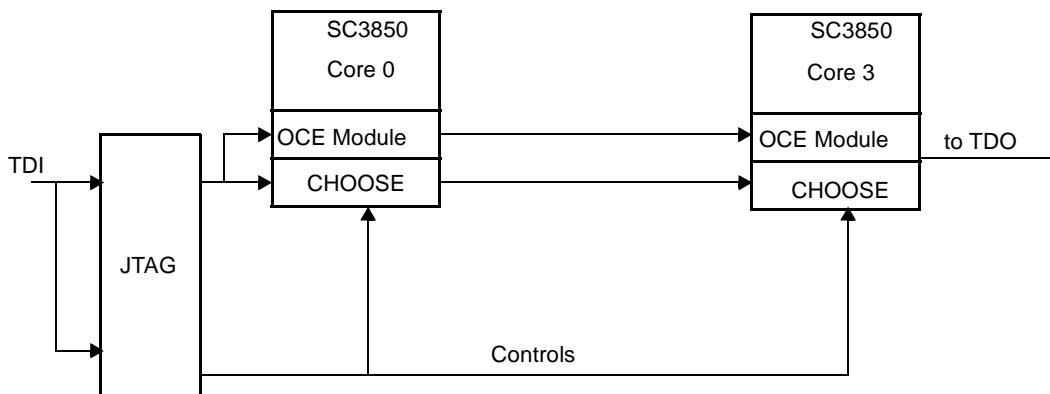 SC3850
Core 0
OCE Module
CHOOSE
SC3850
Core 3
OCE Module
CHOOSE
to TDO
TDI
JTAG
Controls